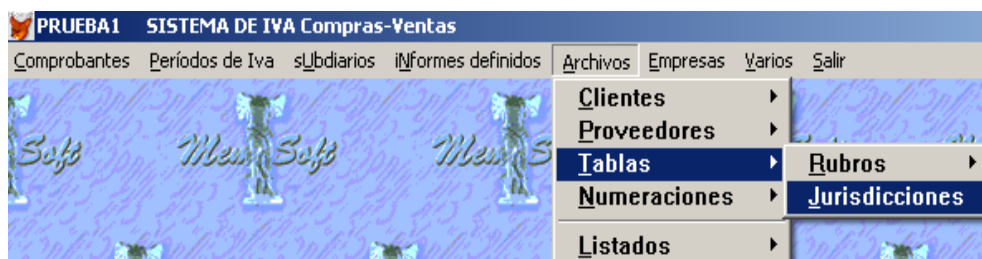 PRUEBA1 SISTEMA DE IVA Compras-Ventas
Comprobantes Períodos de Iva sUbdiarios iNformes definidos Archivos Empresas Varios Salir
Clientes
Proveedores
Tablas
Numeraciones
Listados
Rubros
Jurisdicciones
Soft
Soft